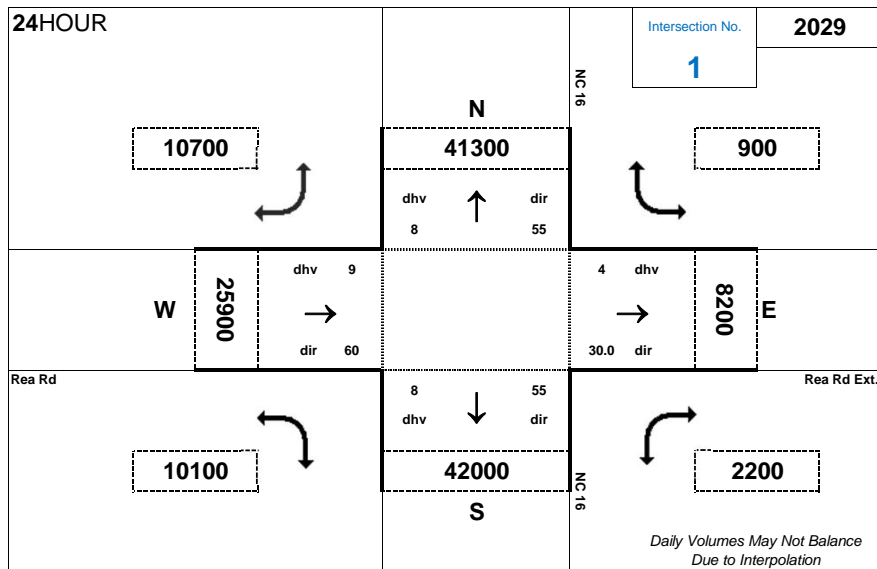 24HOUR
Intersection No.
2029
1
NC 16
N
10700
41300
900
dhv
dir
8
55
dhv 9
4 dhv
W
25900
8200
E
dir 60
30.0 dir
Rea Rd
Rea Rd Ext.
8
55
dhv
dir
10100
42000
2200
NC 16
S
Daily Volumes May Not Balance
Due to Interpolation